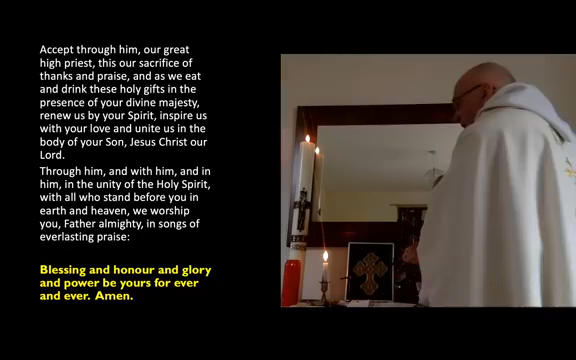 Accept through him, our great
high priest, this our sacrifice of
thanks and praise, and as we eat
and drink these holy gifts in the
presence of your divine majesty,
renew us by your Spirit, inspire us
with your love and unite us in the
body of your Son, Jesus Christ our
Lord.
Through him, and with him, and in
him, in the unity of the Holy Spirit,
with all who stand before you in
earth and heaven, we worship
you, Father almighty, in songs of
everlasting praise:
Blessing and honour and glory
and power be yours for ever
and ever. Amen.